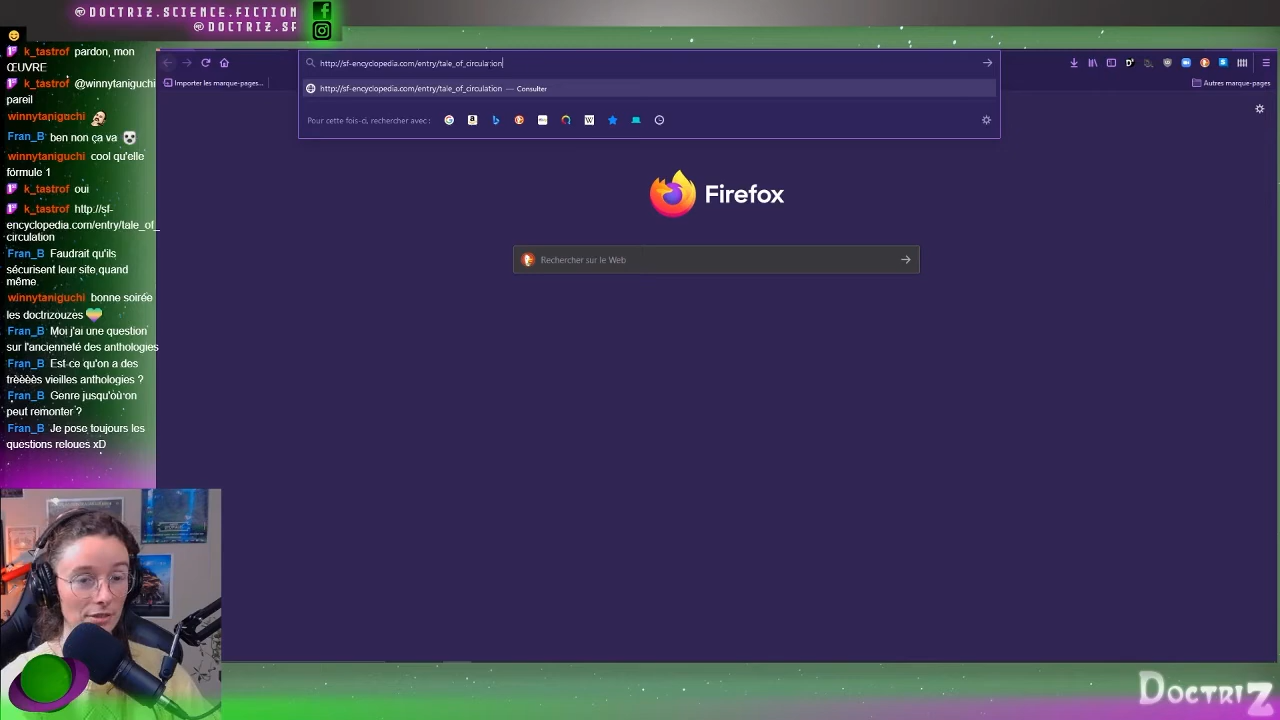 @DOCTRIZ.SCIENCE.FICTION
@DOCTRIZ.SF
k_tastrof pardon, mon
ŒUVRE
k_tastrof @winnytaniguchi
pareil
winnytaniguchi
Fran_B ben non ça va
winnytaniguchi cool qu'elle
formule 1
k_tastrof oui
k_tastrof http://sf-
encyclopedia.com/entry/tale_of_
circulation
Fran_B Faudrait qu'ils
sécurisent leur site quand
même.
winnytaniguchi bonne soirée
les doctrizouzes
Fran_B Moi j'ai une question
sur l'ancienneté des anthologies
Fran_B Est-ce qu'on a des
trèèèès vieilles anthologies ?
Fran_B Genre jusqu'où on
peut remonter ?
Fran_B Je pose toujours les
questions reloues xD
http://sf-encyclopedia.com/entry/tale_of_circulation
Importer les marque-pages...
http://sf-encyclopedia.com/entry/tale_of_circulation — Consulter
Autres marque-pages
Pour cette fois-ci, rechercher avec :
Firefox
Rechercher sur le Web
DOCTRIZ